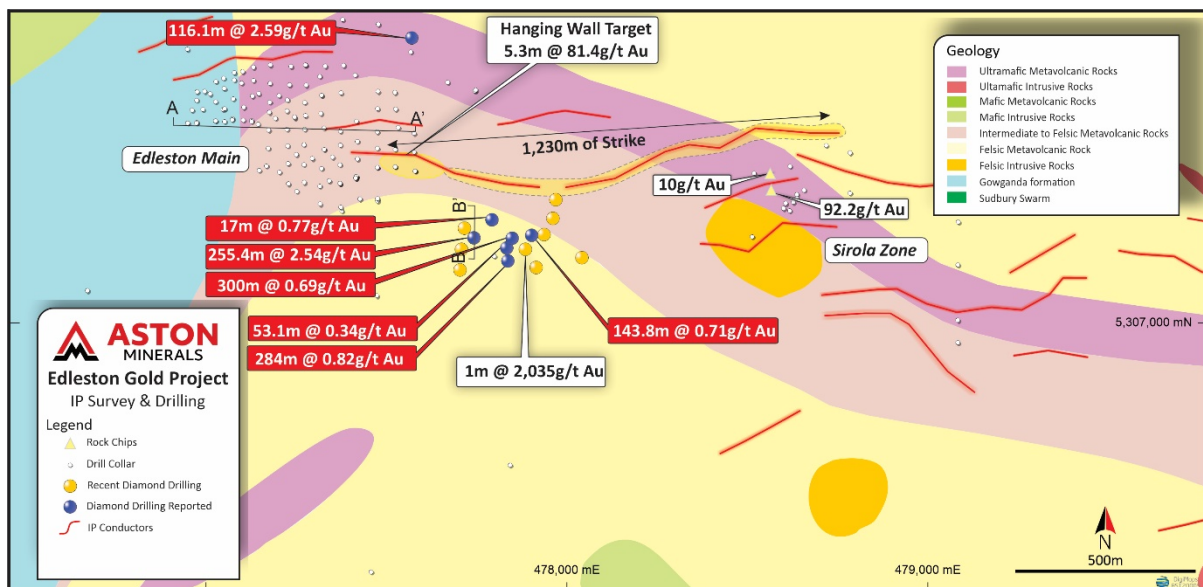 116.1m @ 2.59g/t Au
Hanging Wall Target
5.3m @ 81.4g/t Au
A
A'
1,230m of Strike
Edleston Main
10g/t Au
92.2g/t Au
Sirola Zone
B'
B
17m @ 0.77g/t Au
255.4m @ 2.54g/t Au
300m @ 0.69g/t Au
53.1m @ 0.34g/t Au
284m @ 0.82g/t Au
143.8m @ 0.71g/t Au
1m @ 2,035g/t Au
Geology
Ultramafic Metavolcanic Rocks
Ultamafic Intrusive Rocks
Mafic Metavolcanic Rocks
Mafic Intrusive Rocks
Intermediate to Felsic Metavolcanic Rocks
Felsic Metavolcanic Rock
Felsic Intrusive Rocks
Gowganda formation
Sudbury Swarm
5,307,000 mN
ASTON
MINERALS
Edleston Gold Project
IP Survey & Drilling
Legend
Rock Chips
Drill Collar
Recent Diamond Drilling
Diamond Drilling Reported
IP Conductors
478,000 mE
479,000 mE
N
500m